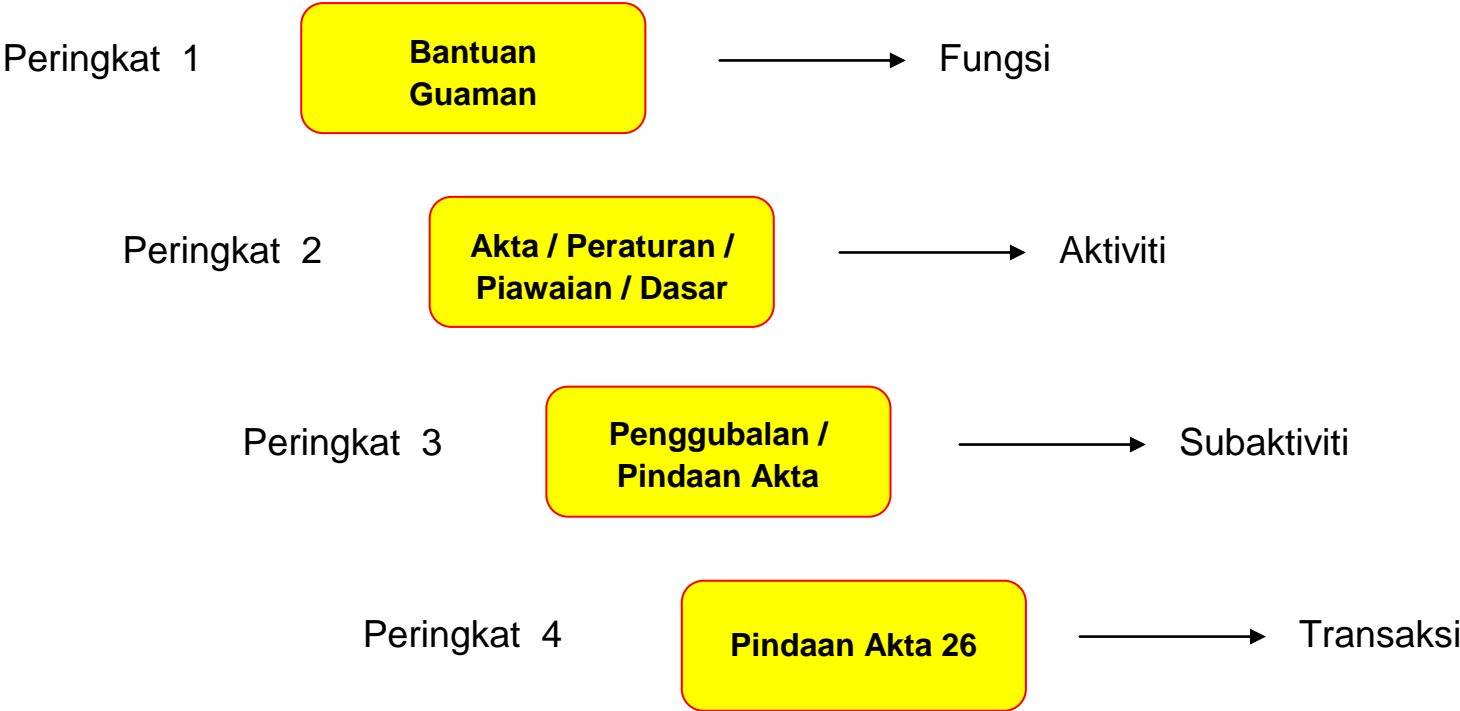 Peringkat 1
Bantuan
Guaman
Fungsi
Peringkat 2
Akta / Peraturan /
Piawaian / Dasar
Aktiviti
Peringkat 3
Penggubalan /
Pindaan Akta
Subaktiviti
Peringkat 4
Pindaan Akta 26
Transaksi